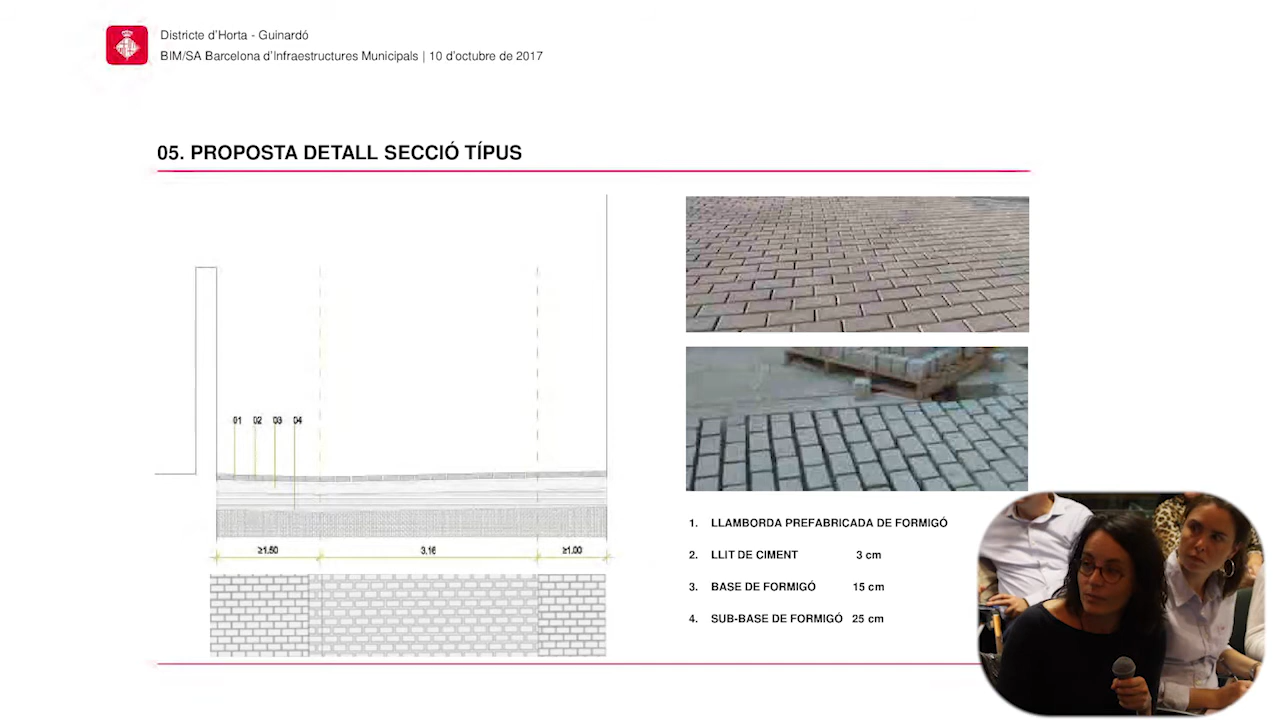 Districte d'Horta - Guinardó
BIM/SA Barcelona d'Infraestructures Municipals | 10 d'octubre de 2017
05. PROPOSTA DETALL SECCIÓ TÍPUS
01 02 03 04
≥1.50 3,16 ≥1.00
1. LLAMBORDA PREFABRICADA DE FORMIGÓ
2. LLIT DE CIMENT 3 cm
3. BASE DE FORMIGÓ 15 cm
4. SUB-BASE DE FORMIGÓ 25 cm